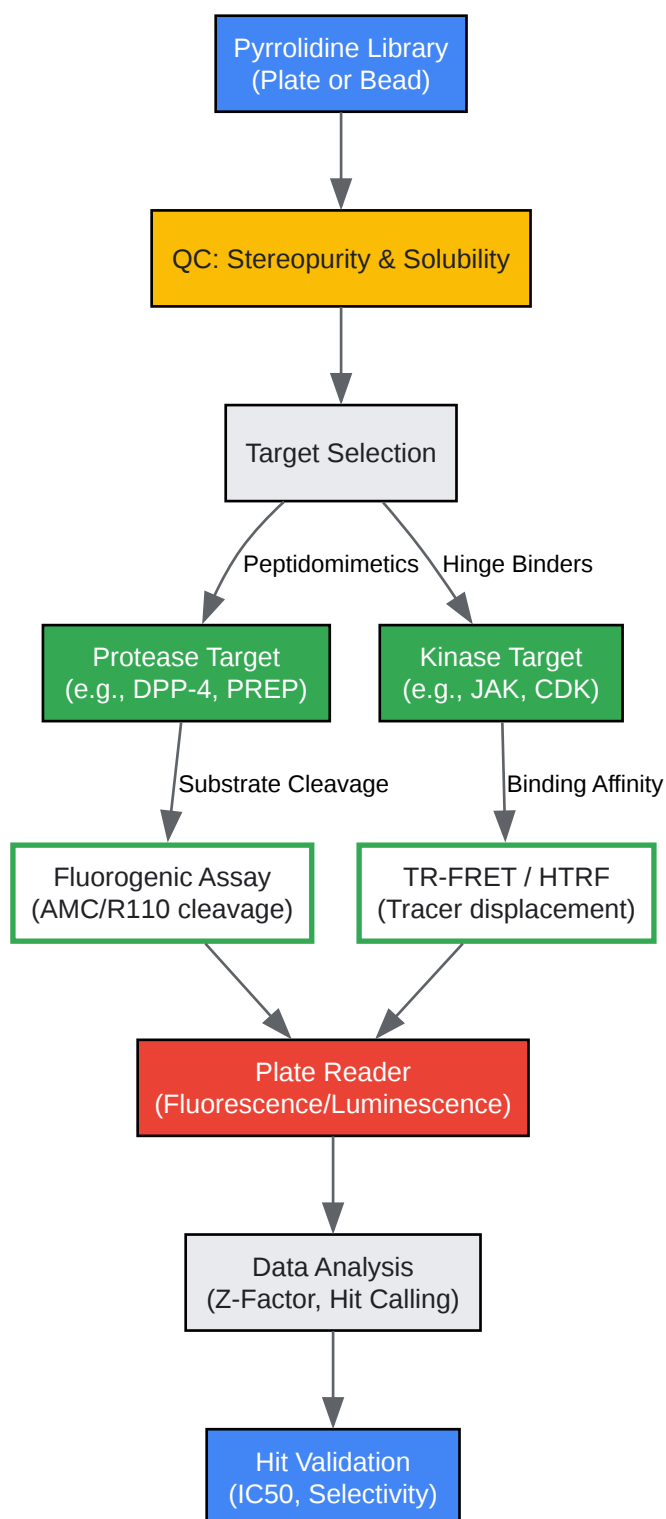 Pyrrolidine Library
(Plate or Bead)
QC: Stereopurity & Solubility
Target Selection
Peptidomimetics
Hinge Binders
Protease Target
(e.g., DPP-4, PREP)
Kinase Target
(e.g., JAK, CDK)
Substrate Cleavage
Binding Affinity
Fluorogenic Assay
(AMC/R110 cleavage)
TR-FRET / HTRF
(Tracer displacement)
Plate Reader
(Fluorescence/Luminescence)
Data Analysis
(Z-Factor, Hit Calling)
Hit Validation
(IC50, Selectivity)